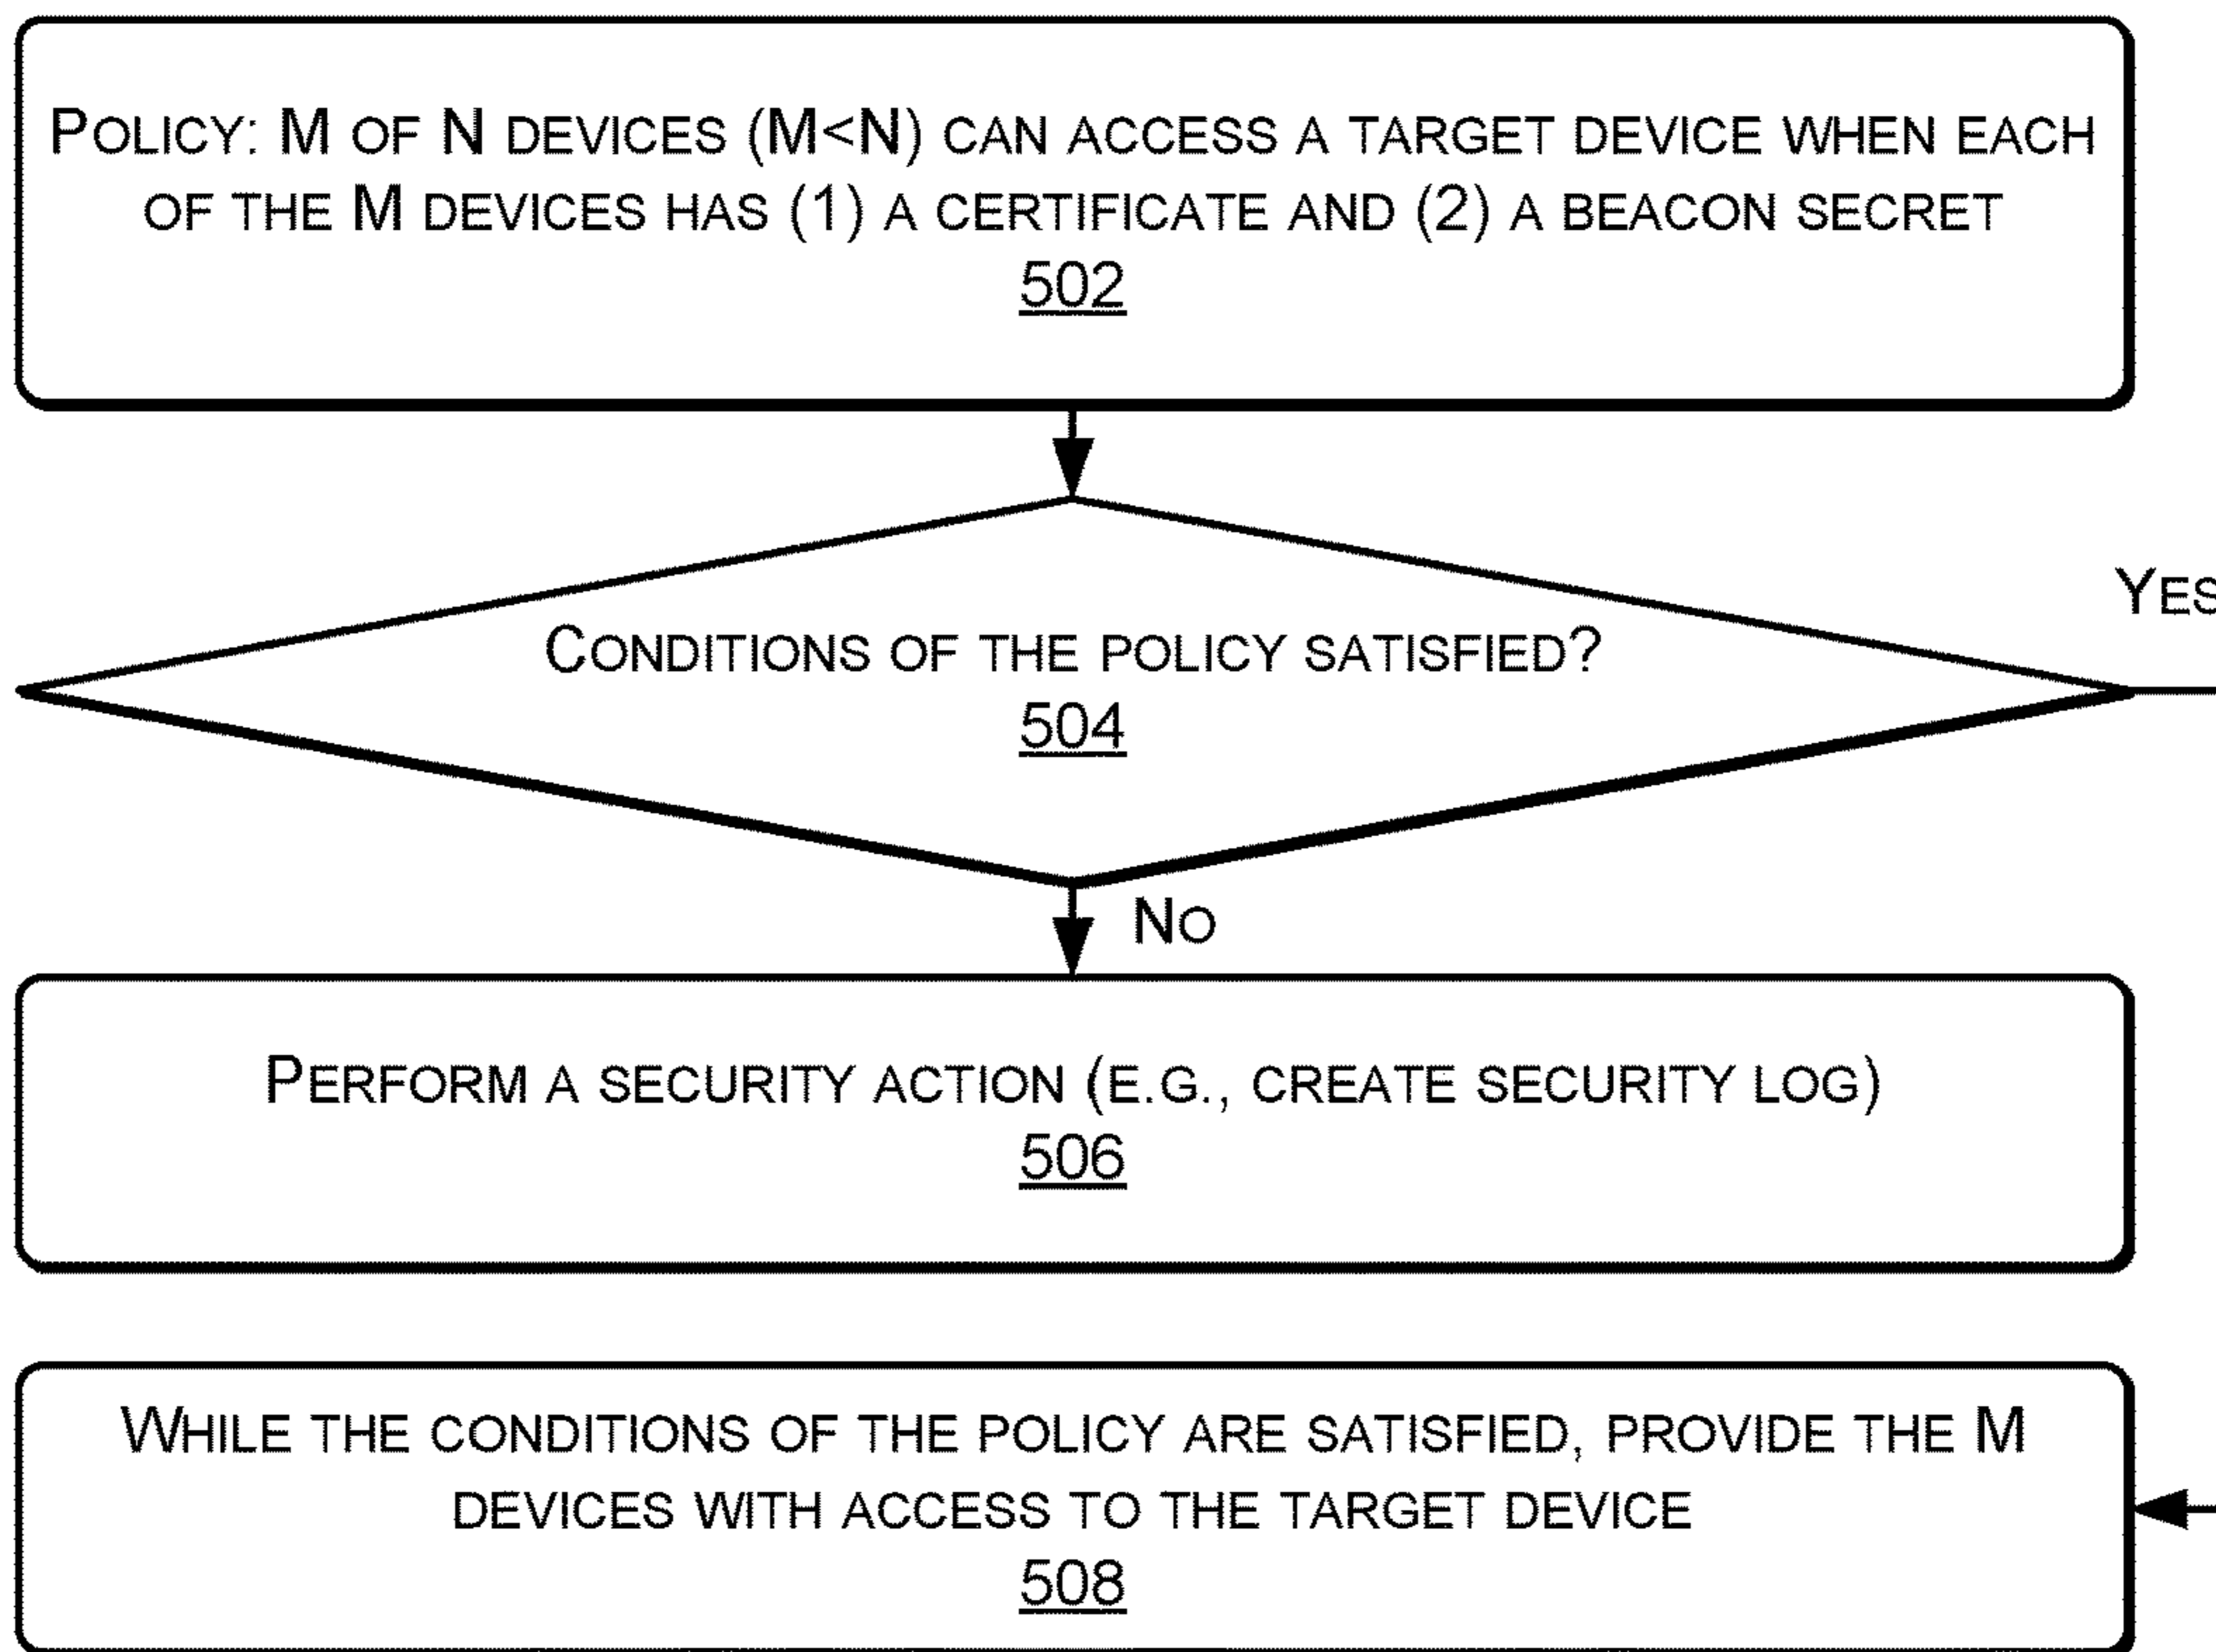 POLICY: M OF N DEVICES (M<N) CAN ACCESS A TARGET DEVICE WHEN EACH
OF THE M DEVICES HAS (1) A CERTIFICATE AND (2) A BEACON SECRET
502
YES
CONDITIONS OF THE POLICY SATISFIED?
504
NO
PERFORM A SECURITY ACTION (E.G., CREATE SECURITY LOG)
506
WHILE THE CONDITIONS OF THE POLICY ARE SATISFIED, PROVIDE THE M
DEVICES WITH ACCESS TO THE TARGET DEVICE
508